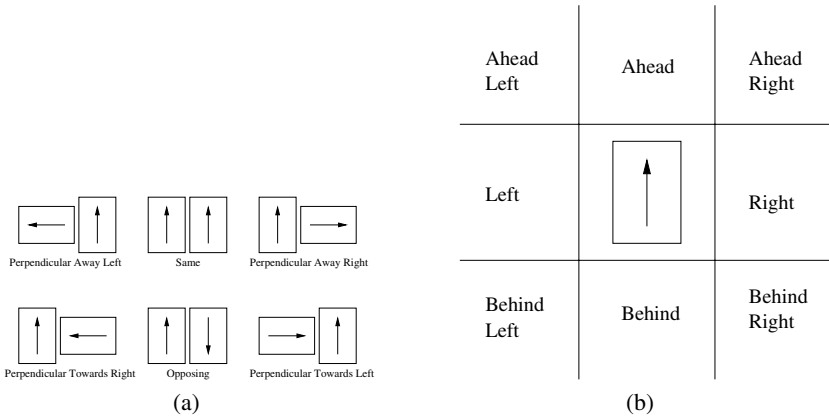 Perpendicular Away Left
Same
Perpendicular Away Right
Perpendicular Towards Right
Opposing
Perpendicular Towards Left
(a)
Ahead
Left
Ahead
Ahead
Right
Left
Right
Behind
Left
Behind
Behind
Right
(b)